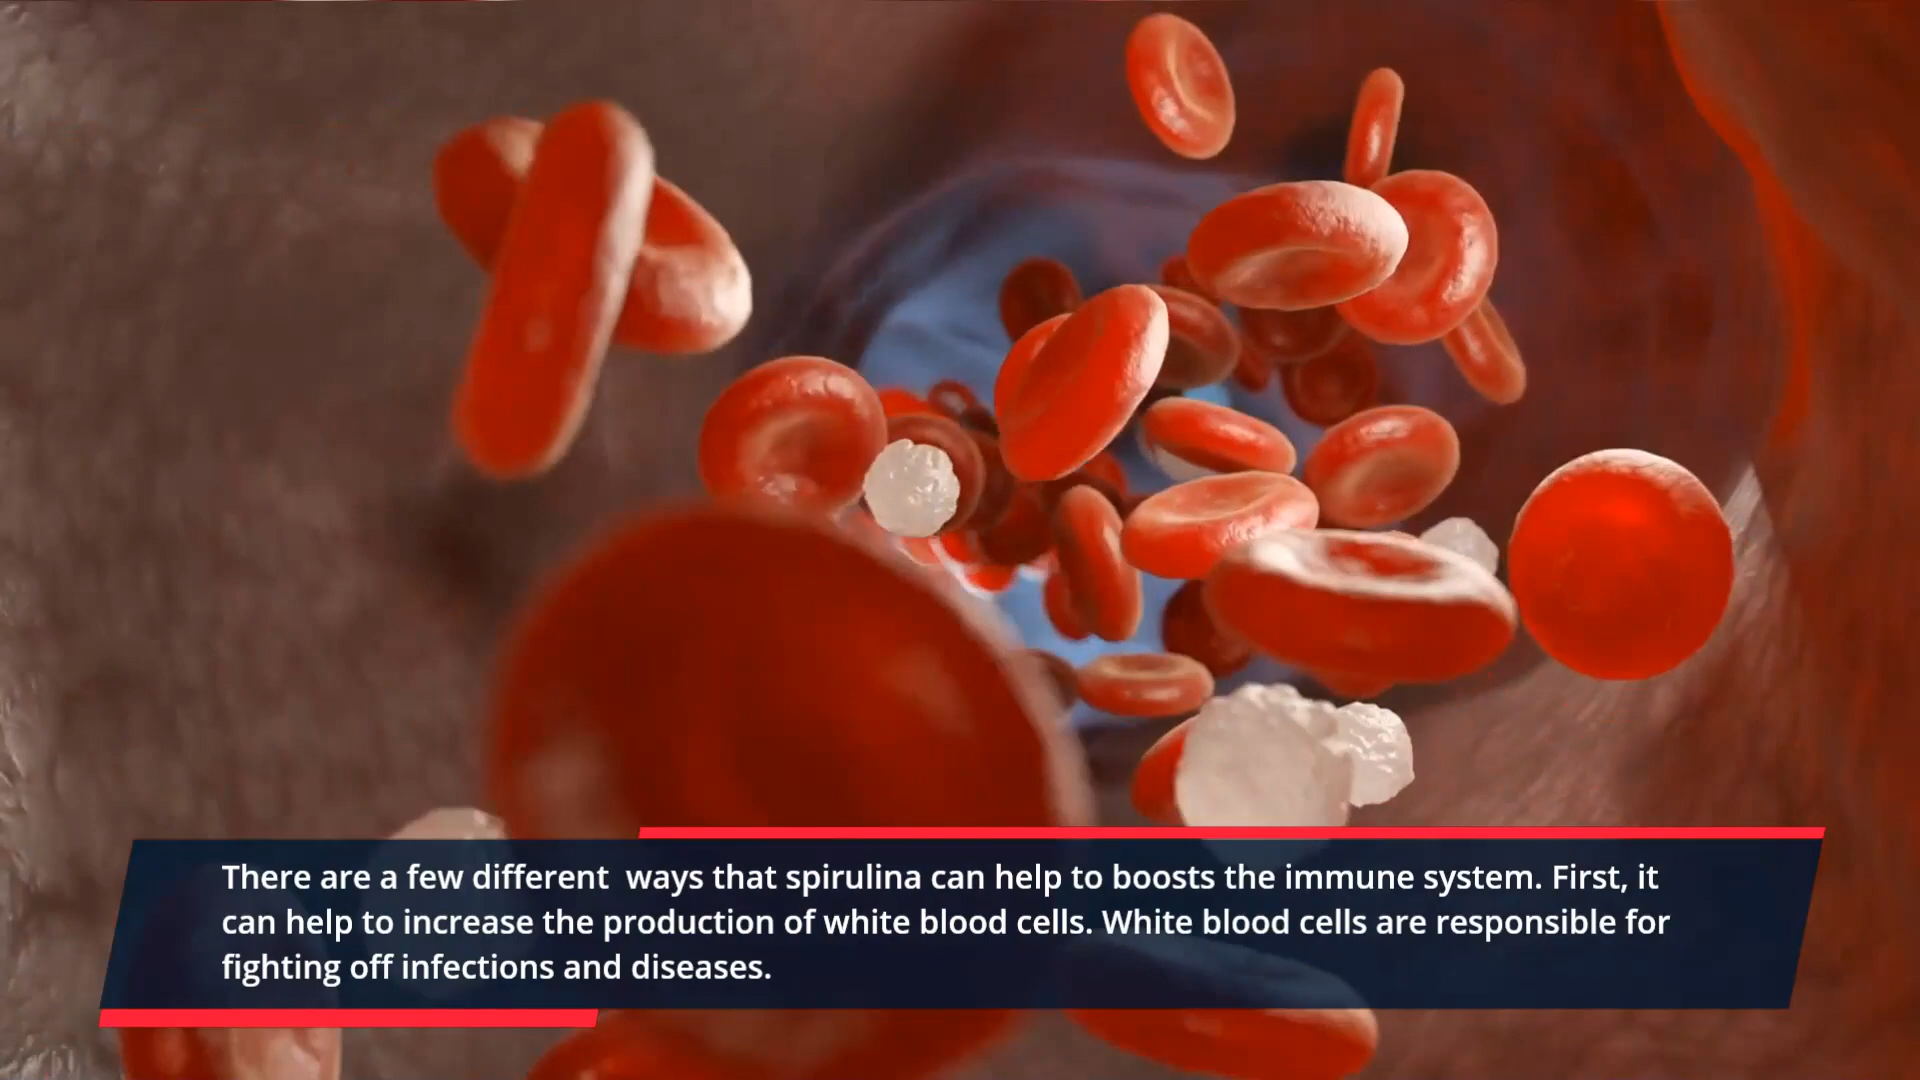 There are a few different  ways that spirulina can help to boosts the immune system. First, it
can help to increase the production of white blood cells. White blood cells are responsible for
fighting off infections and diseases.